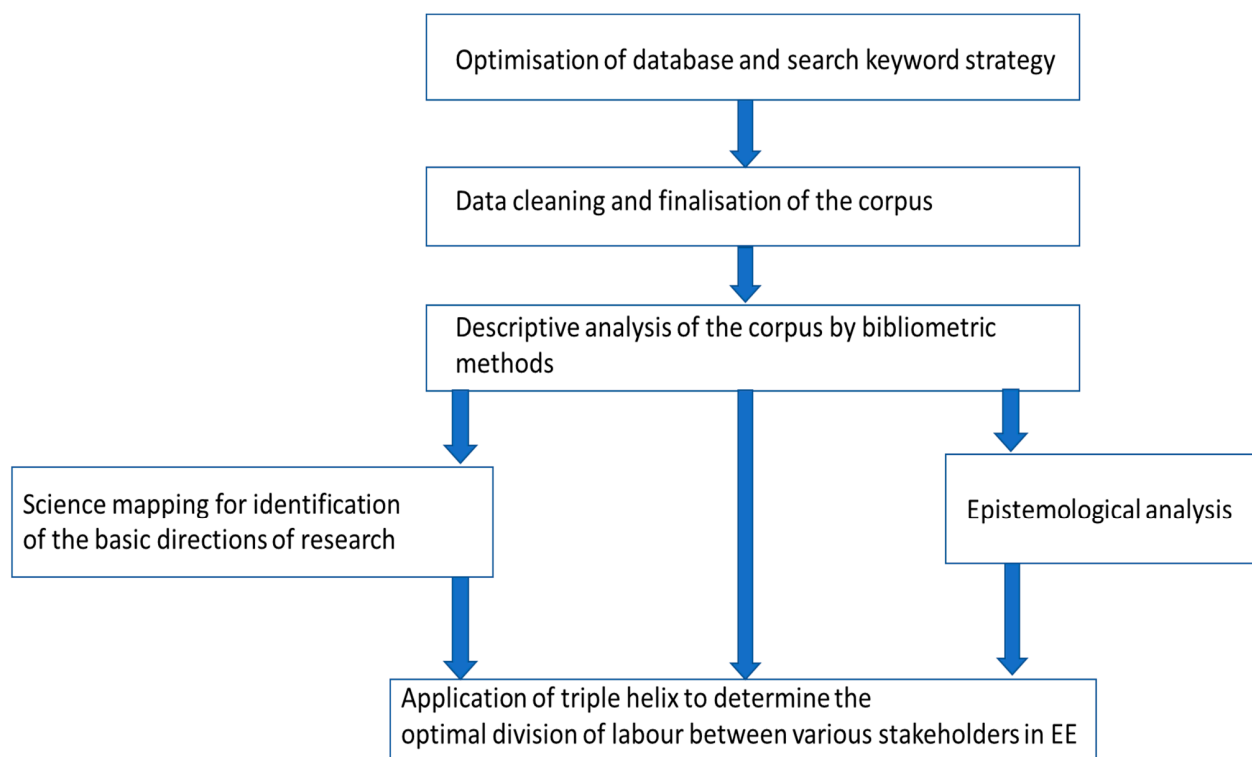 Optimisation of database and search keyword strategy
Data cleaning and finalisation of the corpus
Descriptive analysis of the corpus by bibliometric
methods
Science mapping for identification
of the basic directions of research
Epistemological analysis
Application of triple helix to determine the
optimal division of labour between various stakeholders in EE